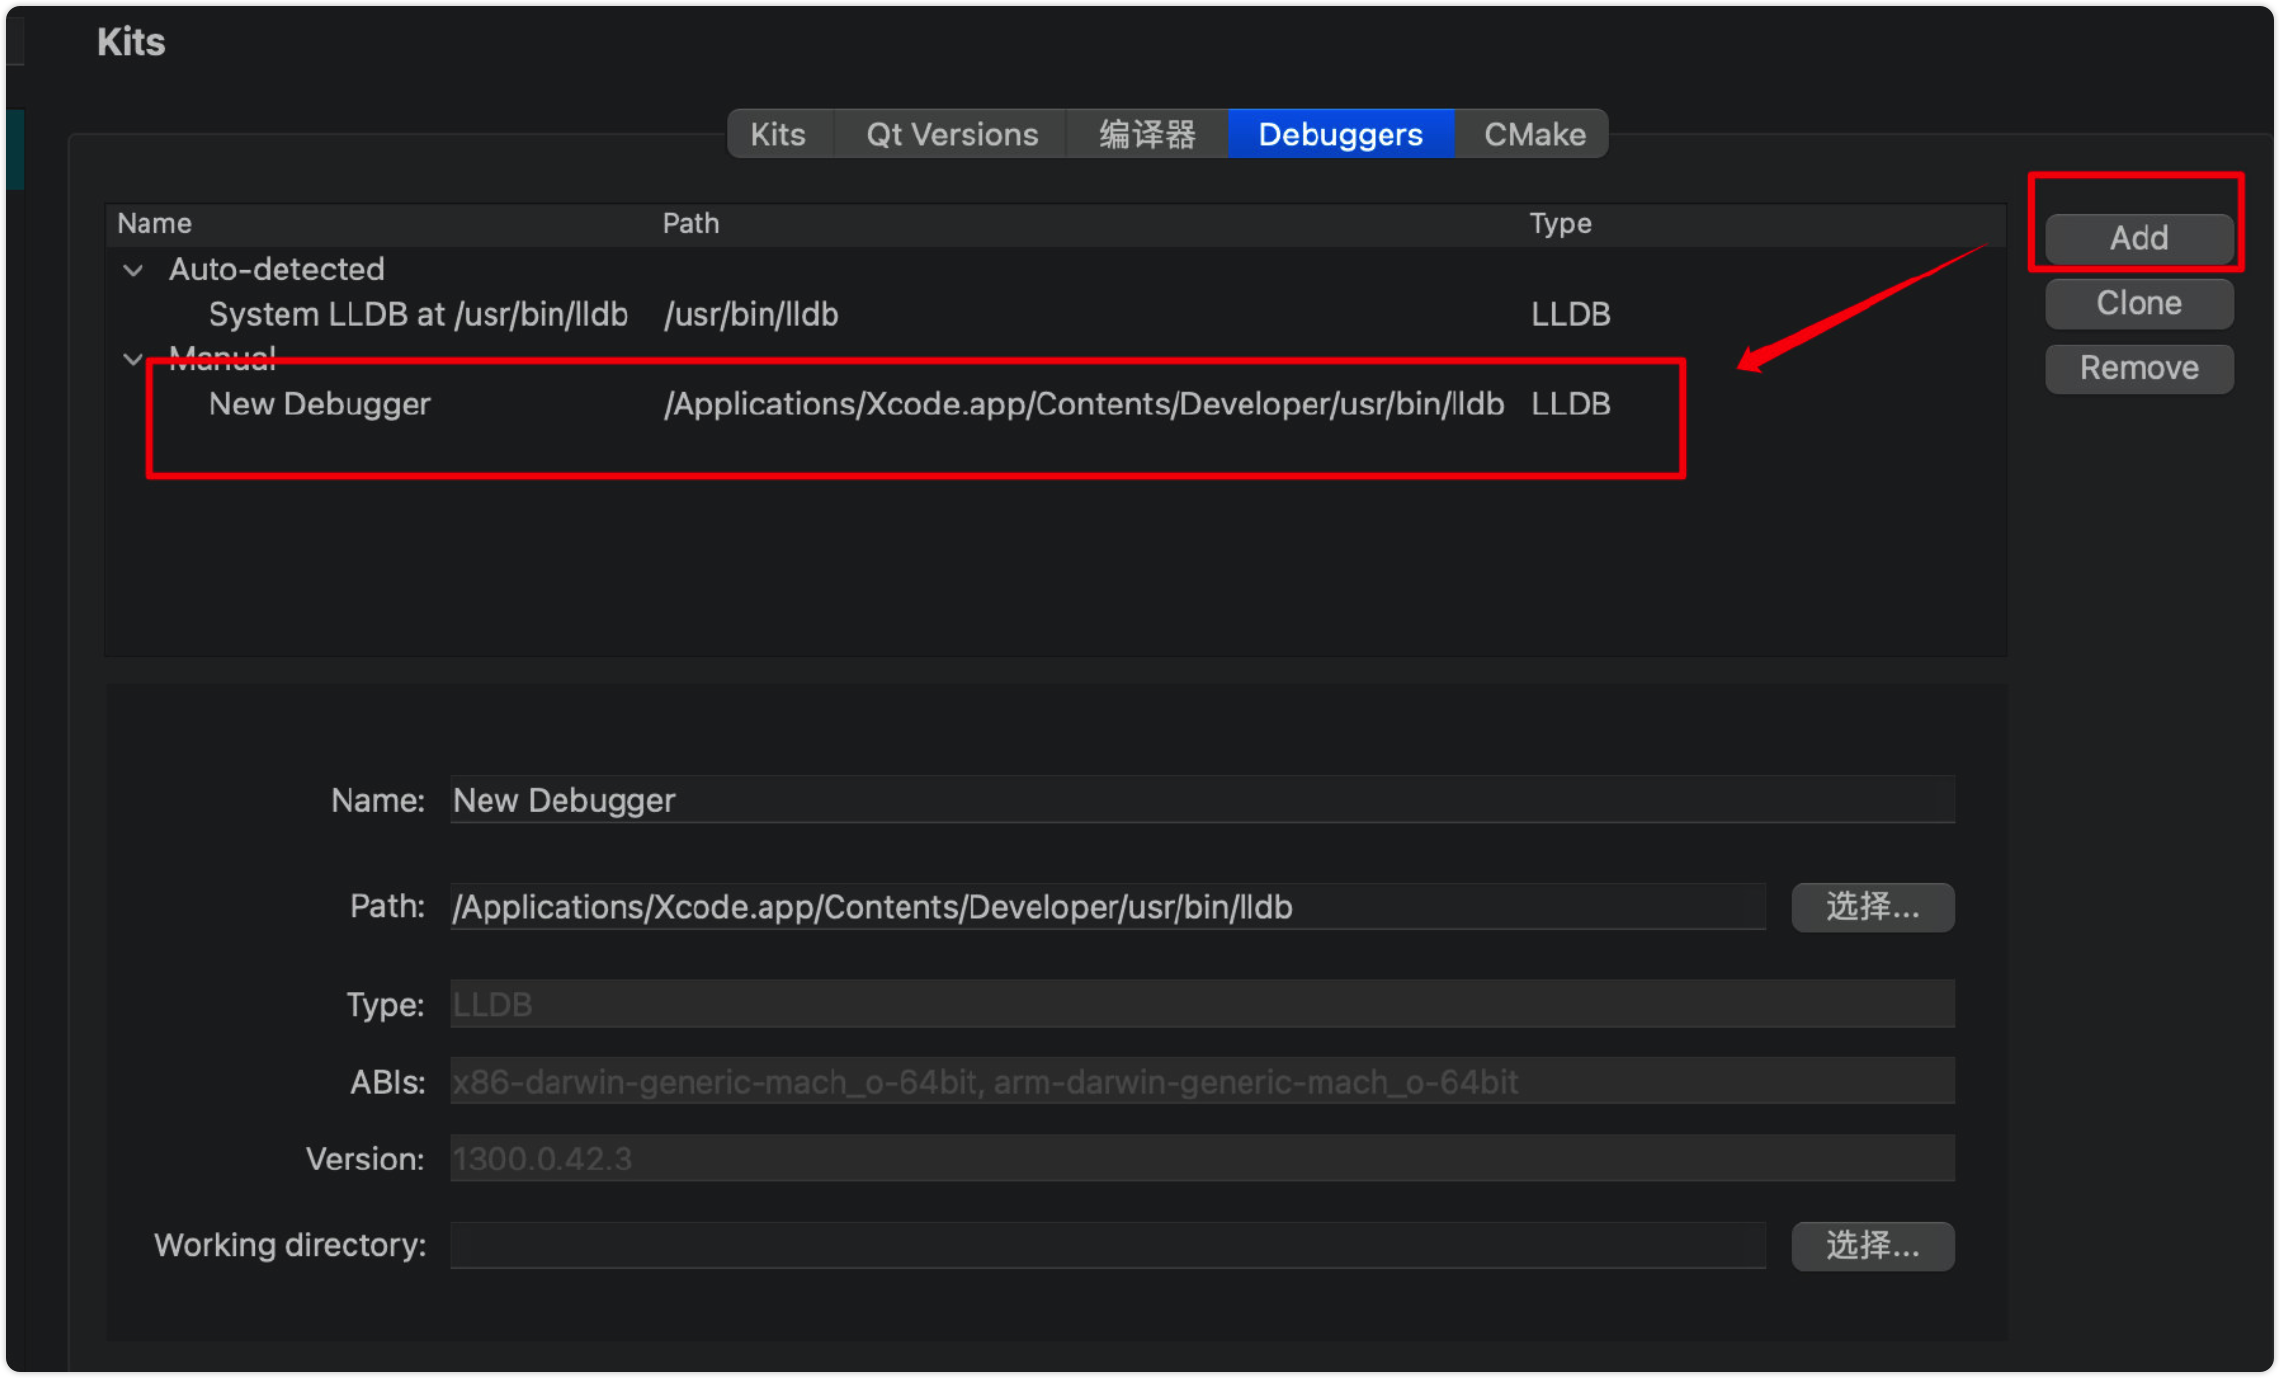 Kits
Kits Qt Versions 编译器 Debuggers CMake
Name Path Type
Add
Auto-detected
System LLDB at /usr/bin/lldb /usr/bin/lldb LLDB
Clone
Manual
Remove
New Debugger /Applications/Xcode.app/Contents/Developer/usr/bin/lldb LLDB
Name: New Debugger
Path: /Applications/Xcode.app/Contents/Developer/usr/bin/lldb 选择...
Type: LLDB
ABIs: x86-darwin-generic-mach_o-64bit, arm-darwin-generic-mach_o-64bit
Version: 1300.0.42.3
Working directory: 选择...